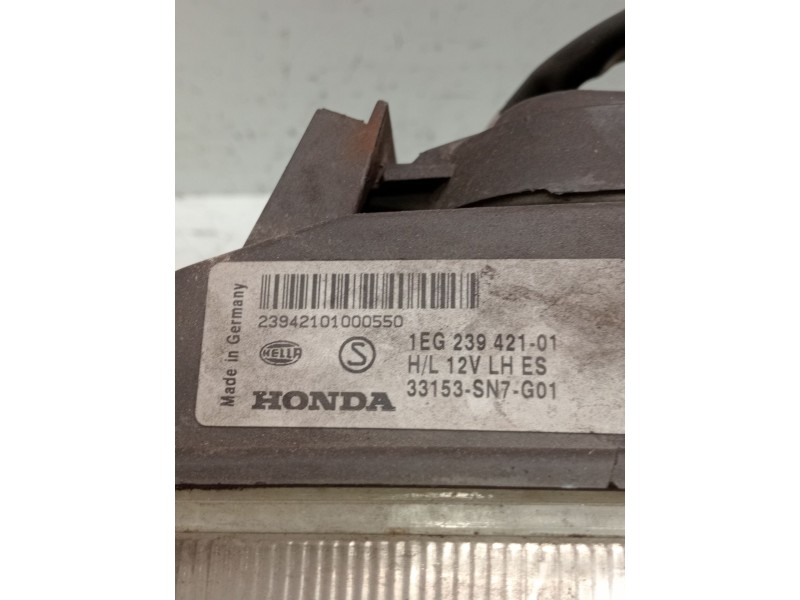 Made in Germany
23942101000550
HELLA
S
1EG 239 421-01
H/L 12V LH ES
HONDA
33153-SN7-G01